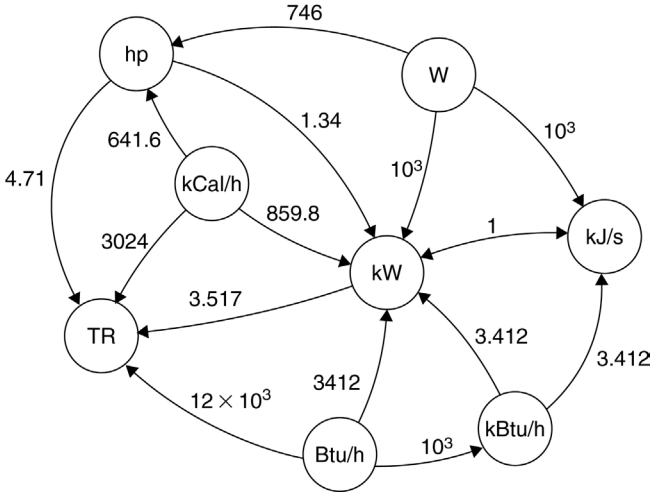 746
hp
W
1.34
10³
641.6
10³
4.71
kCal/h
859.8
3024
1
kJ/s
kW
3.517
TR
3.412
3.412
3412
12 × 10³
kBtu/h
10³
Btu/h